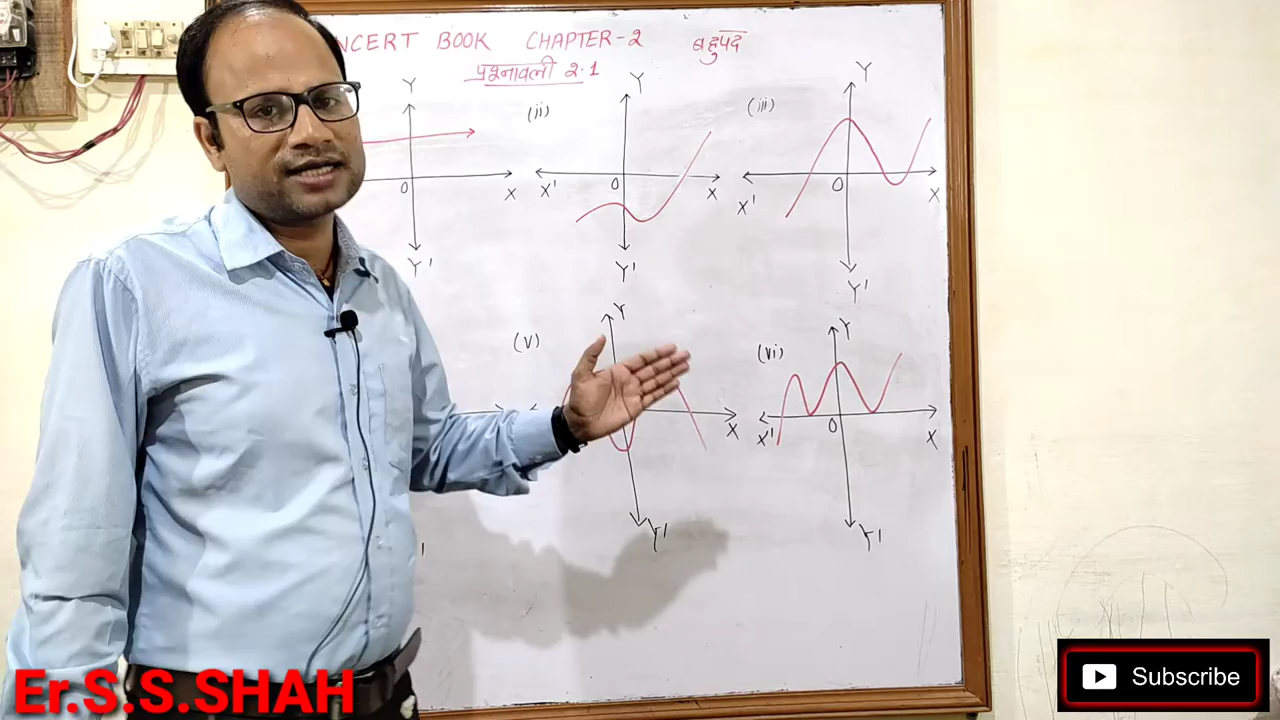 NCERT BOOK CHAPTER-2 बहुपद
प्रश्नावली 2.1
Y
(ii)
Y
(iii)
Y
O
X
X'
O
X
X'
O
X
Y'
Y'
Y'
(v)
Y
(vi)
Y
X
X'
O
X
Y'
Y'
Er.S.S.SHAH
Subscribe